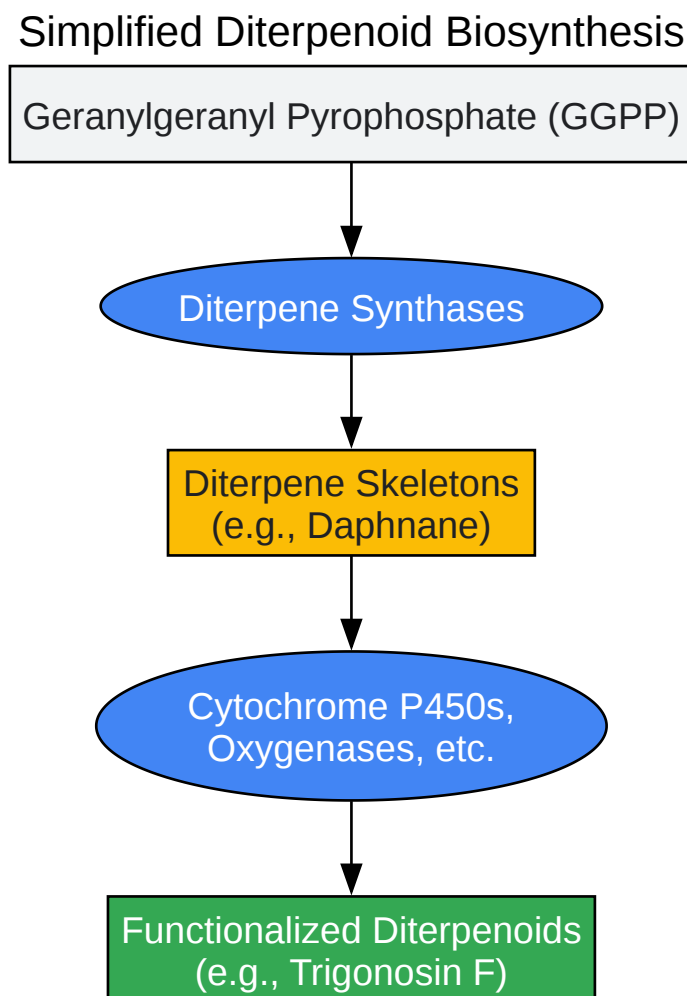 Simplified Diterpenoid Biosynthesis
Geranylgeranyl Pyrophosphate (GGPP)
Diterpene Synthases
Diterpene Skeletons
(e.g., Daphnane)
Cytochrome P450s,
Oxygenases, etc.
Functionalized Diterpenoids
(e.g., Trigonosin F)